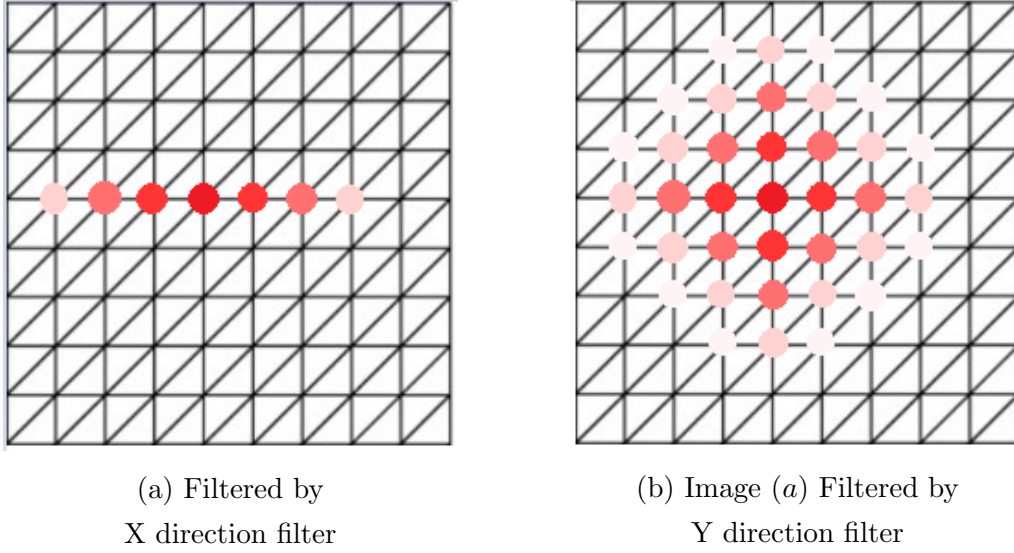 (a) Filtered by
X direction filter
(b) Image (a) Filtered by
Y direction filter